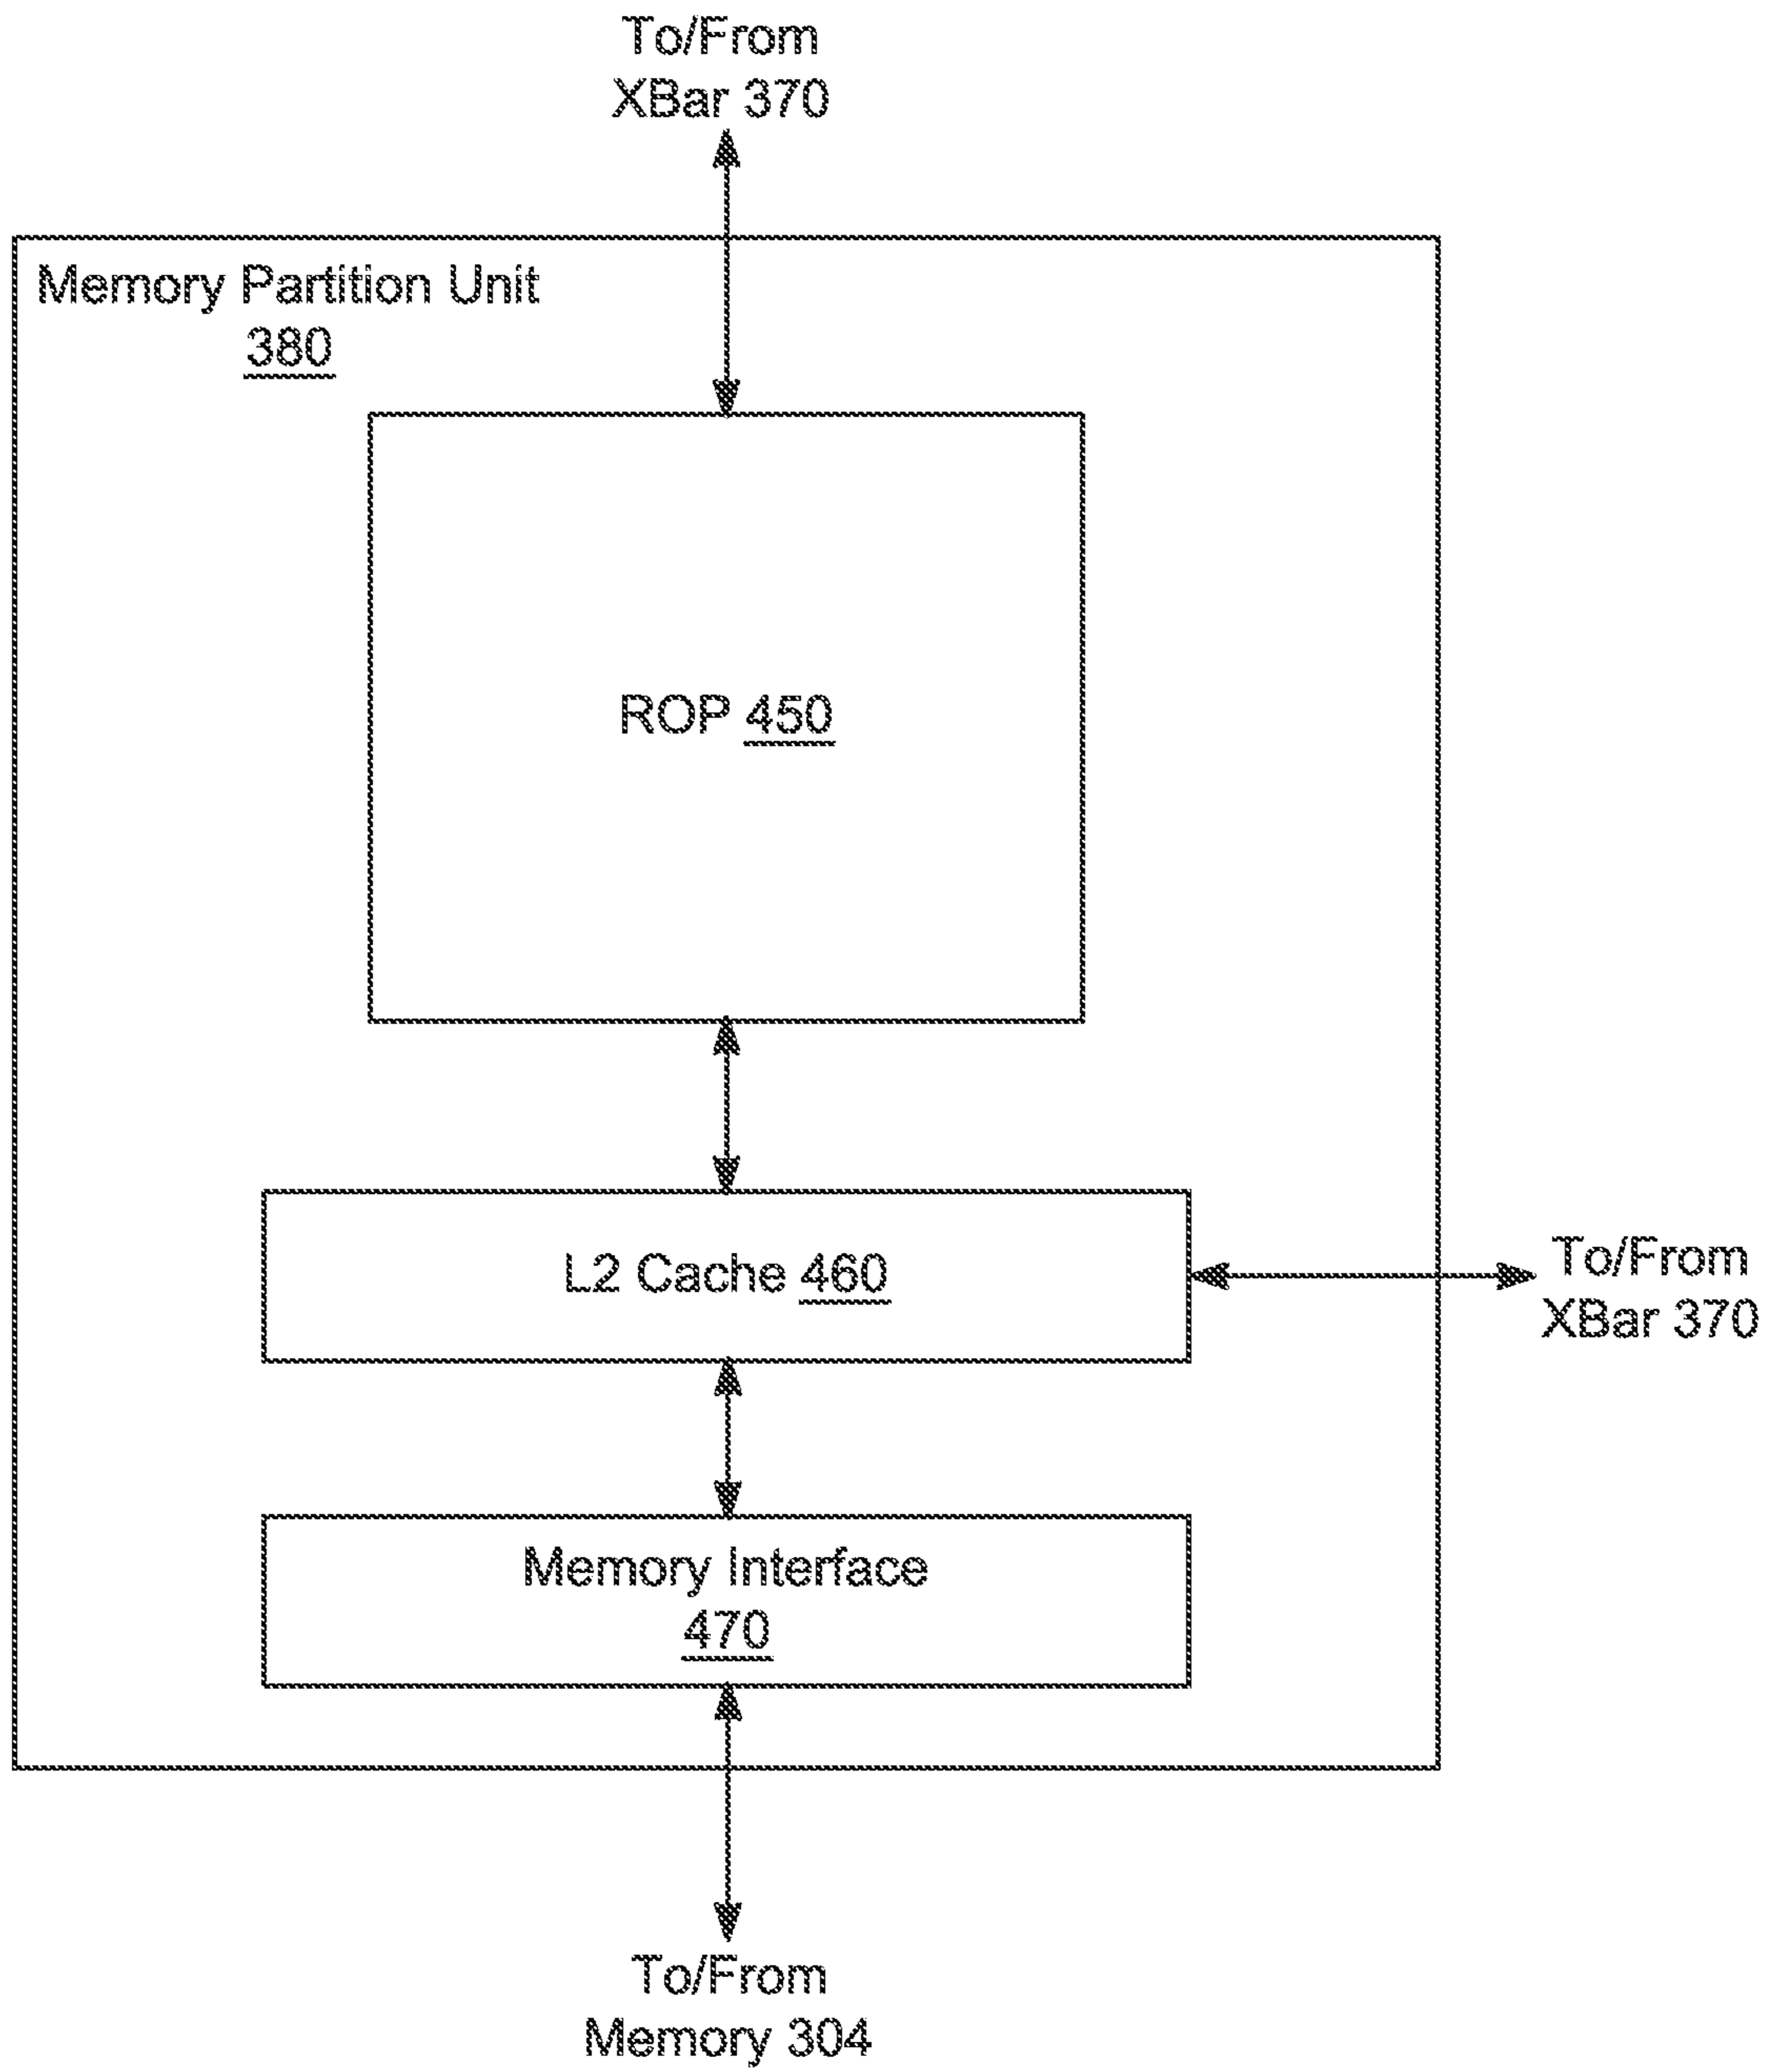 To/From
XBar 370
Memory Partition Unit
380
ROP 450
L2 Cache 460
To/From
XBar 370
Memory Interface
470
To/From
Memory 304